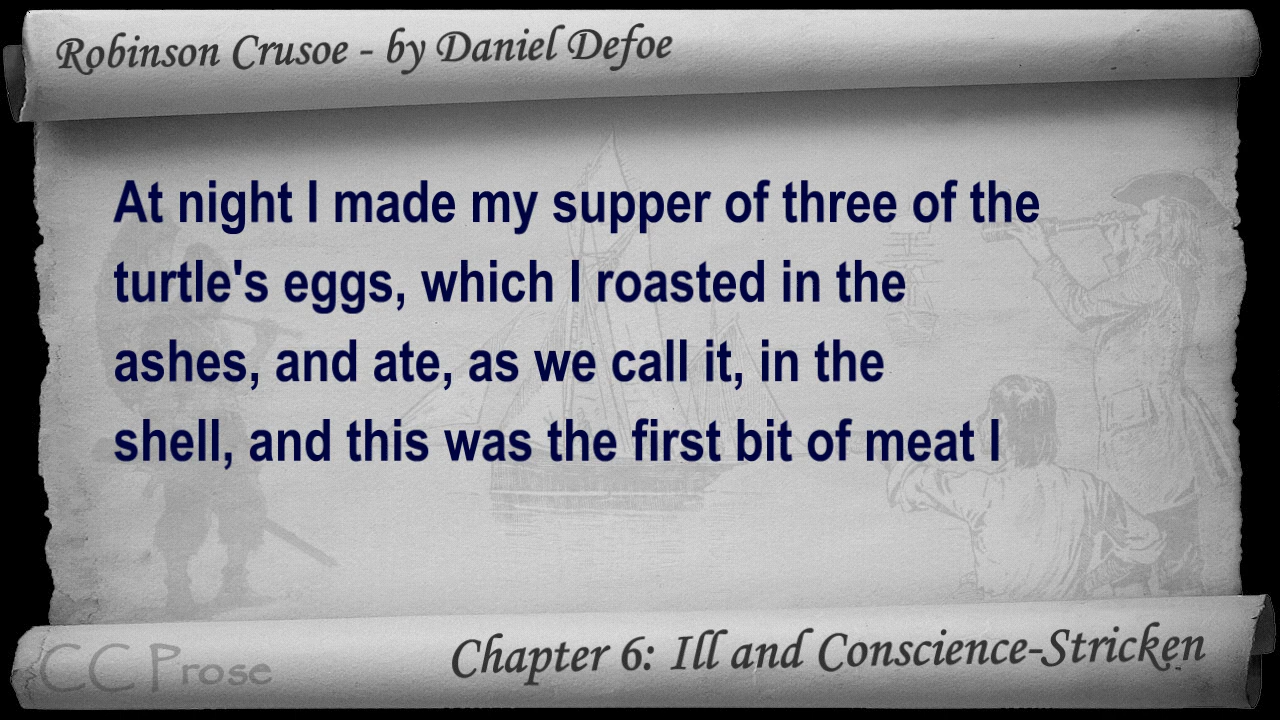 Robinson Crusoe - by Daniel Defoe
At night I made my supper of three of the
turtle's eggs, which I roasted in the
ashes, and ate, as we call it, in the
shell, and this was the first bit of meat I
Chapter 6: Ill and Conscience-Stricken
CC Prose